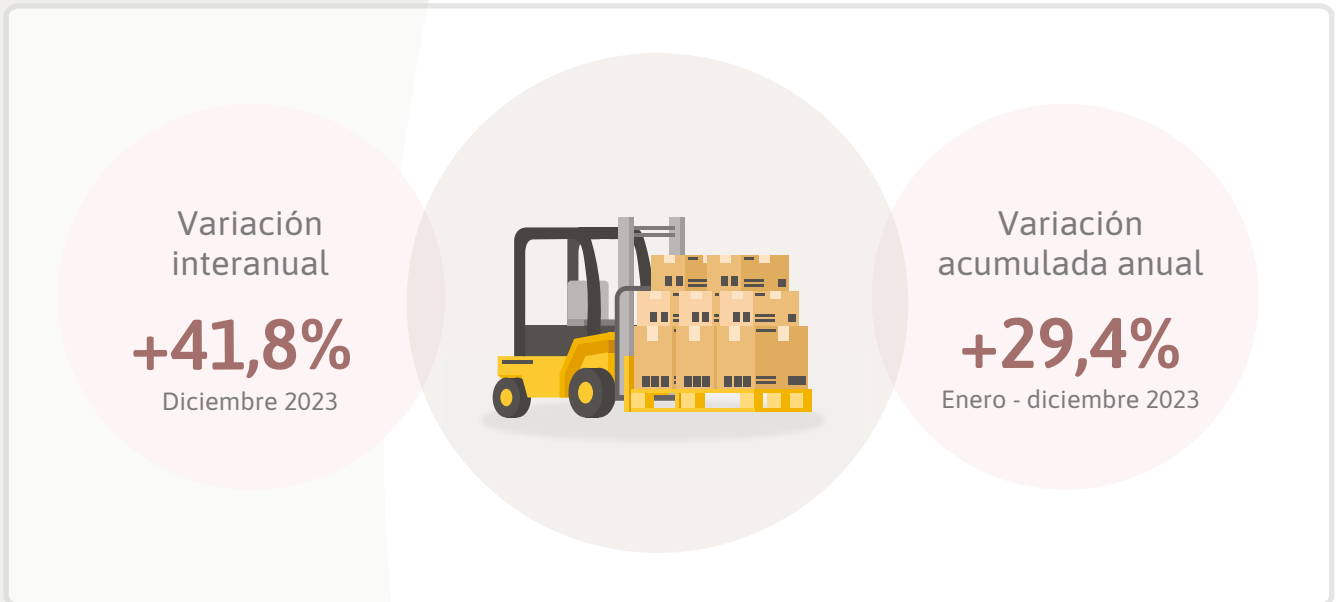 Variación
interanual
+41,8%
Diciembre 2023
Variación
acumulada anual
+29,4%
Enero - diciembre 2023